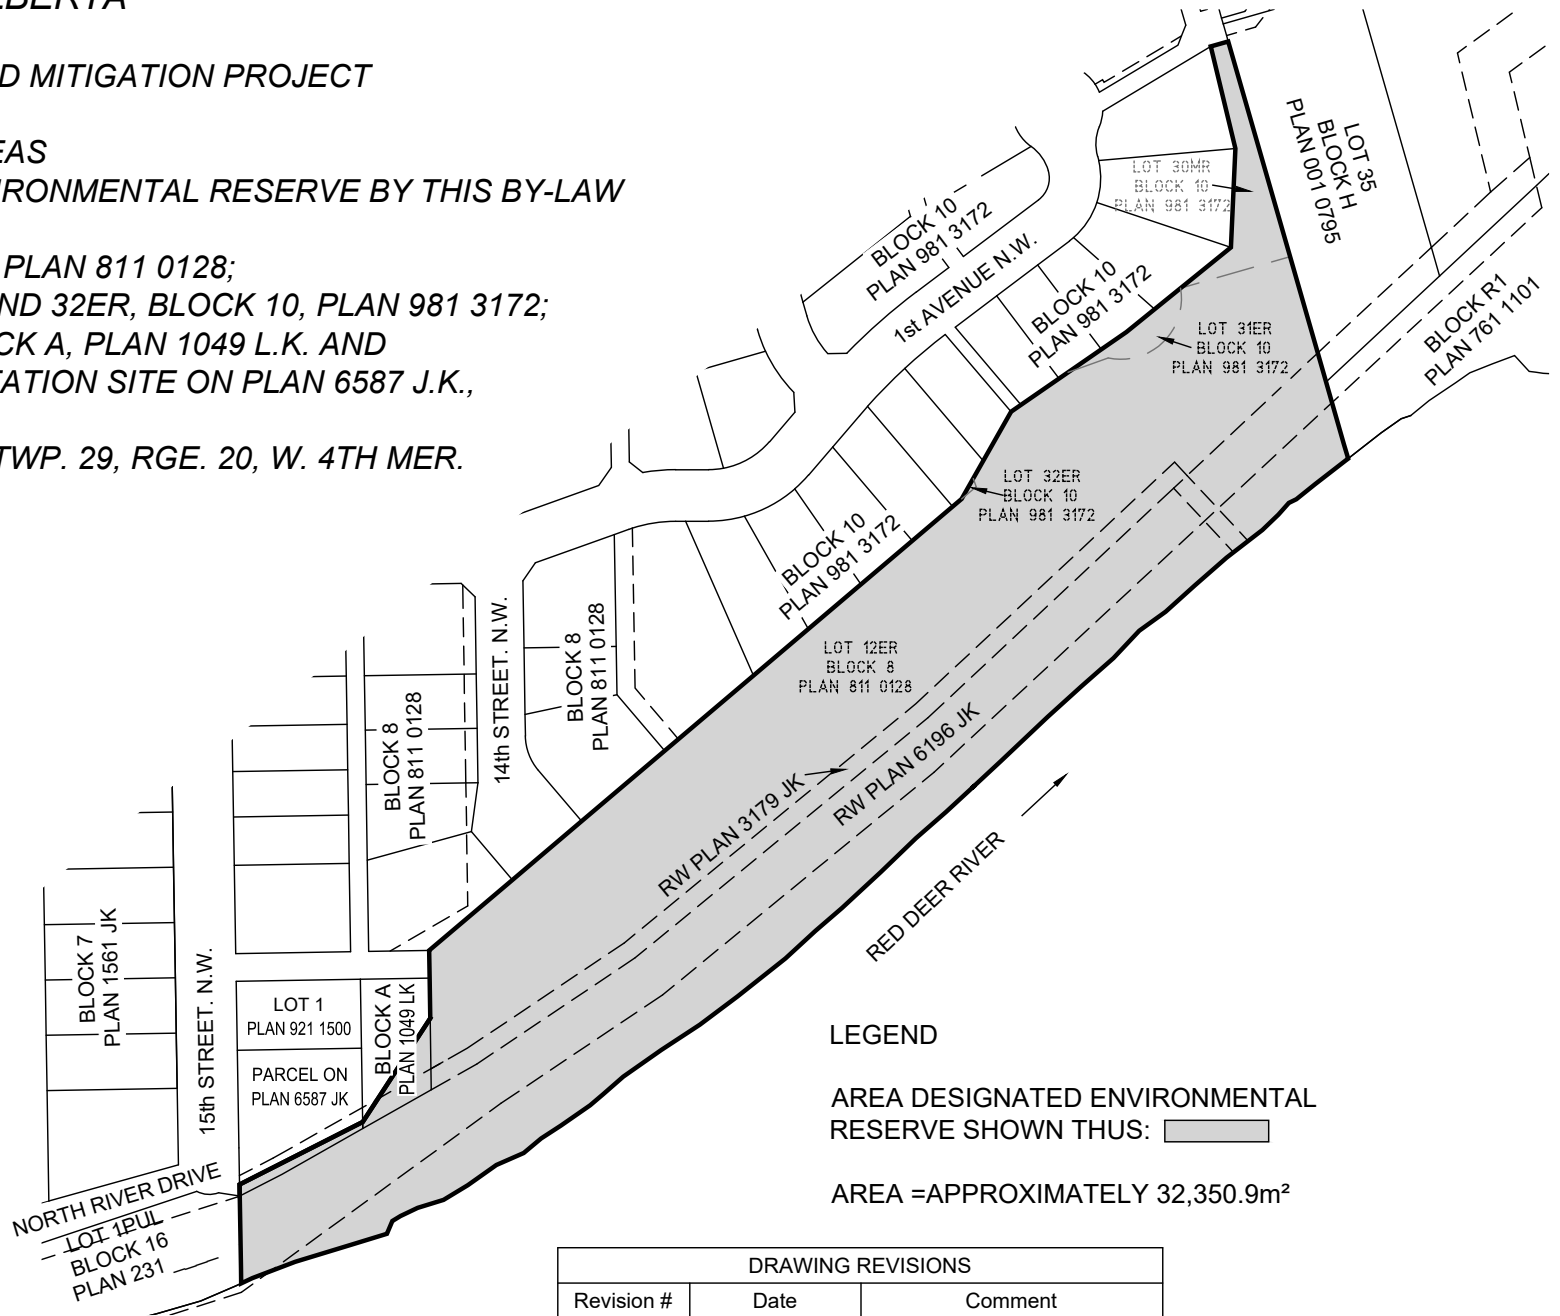 D MITIGATION PROJECT
EAS
IRONMENTAL RESERVE BY THIS BY-LAW
PLAN 811 0128;
ND 32ER, BLOCK 10, PLAN 981 3172;
CK A, PLAN 1049 L.K. AND
TATION SITE ON PLAN 6587 J.K.,
TWP. 29, RGE. 20, W. 4TH MER.
LOT 35
BLOCK H
PLAN 001 0795
LOT 30MR
BLOCK 10
PLAN 981 3172
BLOCK 10
PLAN 981 3172
1st AVENUE N.W.
BLOCK 10
PLAN 981 3172
LOT 31ER
BLOCK 10
PLAN 981 3172
BLOCK R1
PLAN 761 1101
LOT 32ER
BLOCK 10
PLAN 981 3172
BLOCK 10
PLAN 981 3172
LOT 12ER
BLOCK 8
PLAN 811 0128
14th STREET. N.W.
BLOCK 8
PLAN 811 0128
BLOCK 8
PLAN 811 0128
RW PLAN 3179 JK
RW PLAN 6196 JK
RED DEER RIVER
BLOCK 7
PLAN 1561 JK
15th STREET. N.W.
LOT 1
PLAN 921 1500
BLOCK A
PLAN 1049 LK
PARCEL ON
PLAN 6587 JK
NORTH RIVER DRIVE
LOT 1PUL
BLOCK 16
PLAN 231
LEGEND
AREA DESIGNATED ENVIRONMENTAL
RESERVE SHOWN THUS:
AREA =APPROXIMATELY 32,350.9m²
DRAWING REVISIONS
Revision # Date Comment